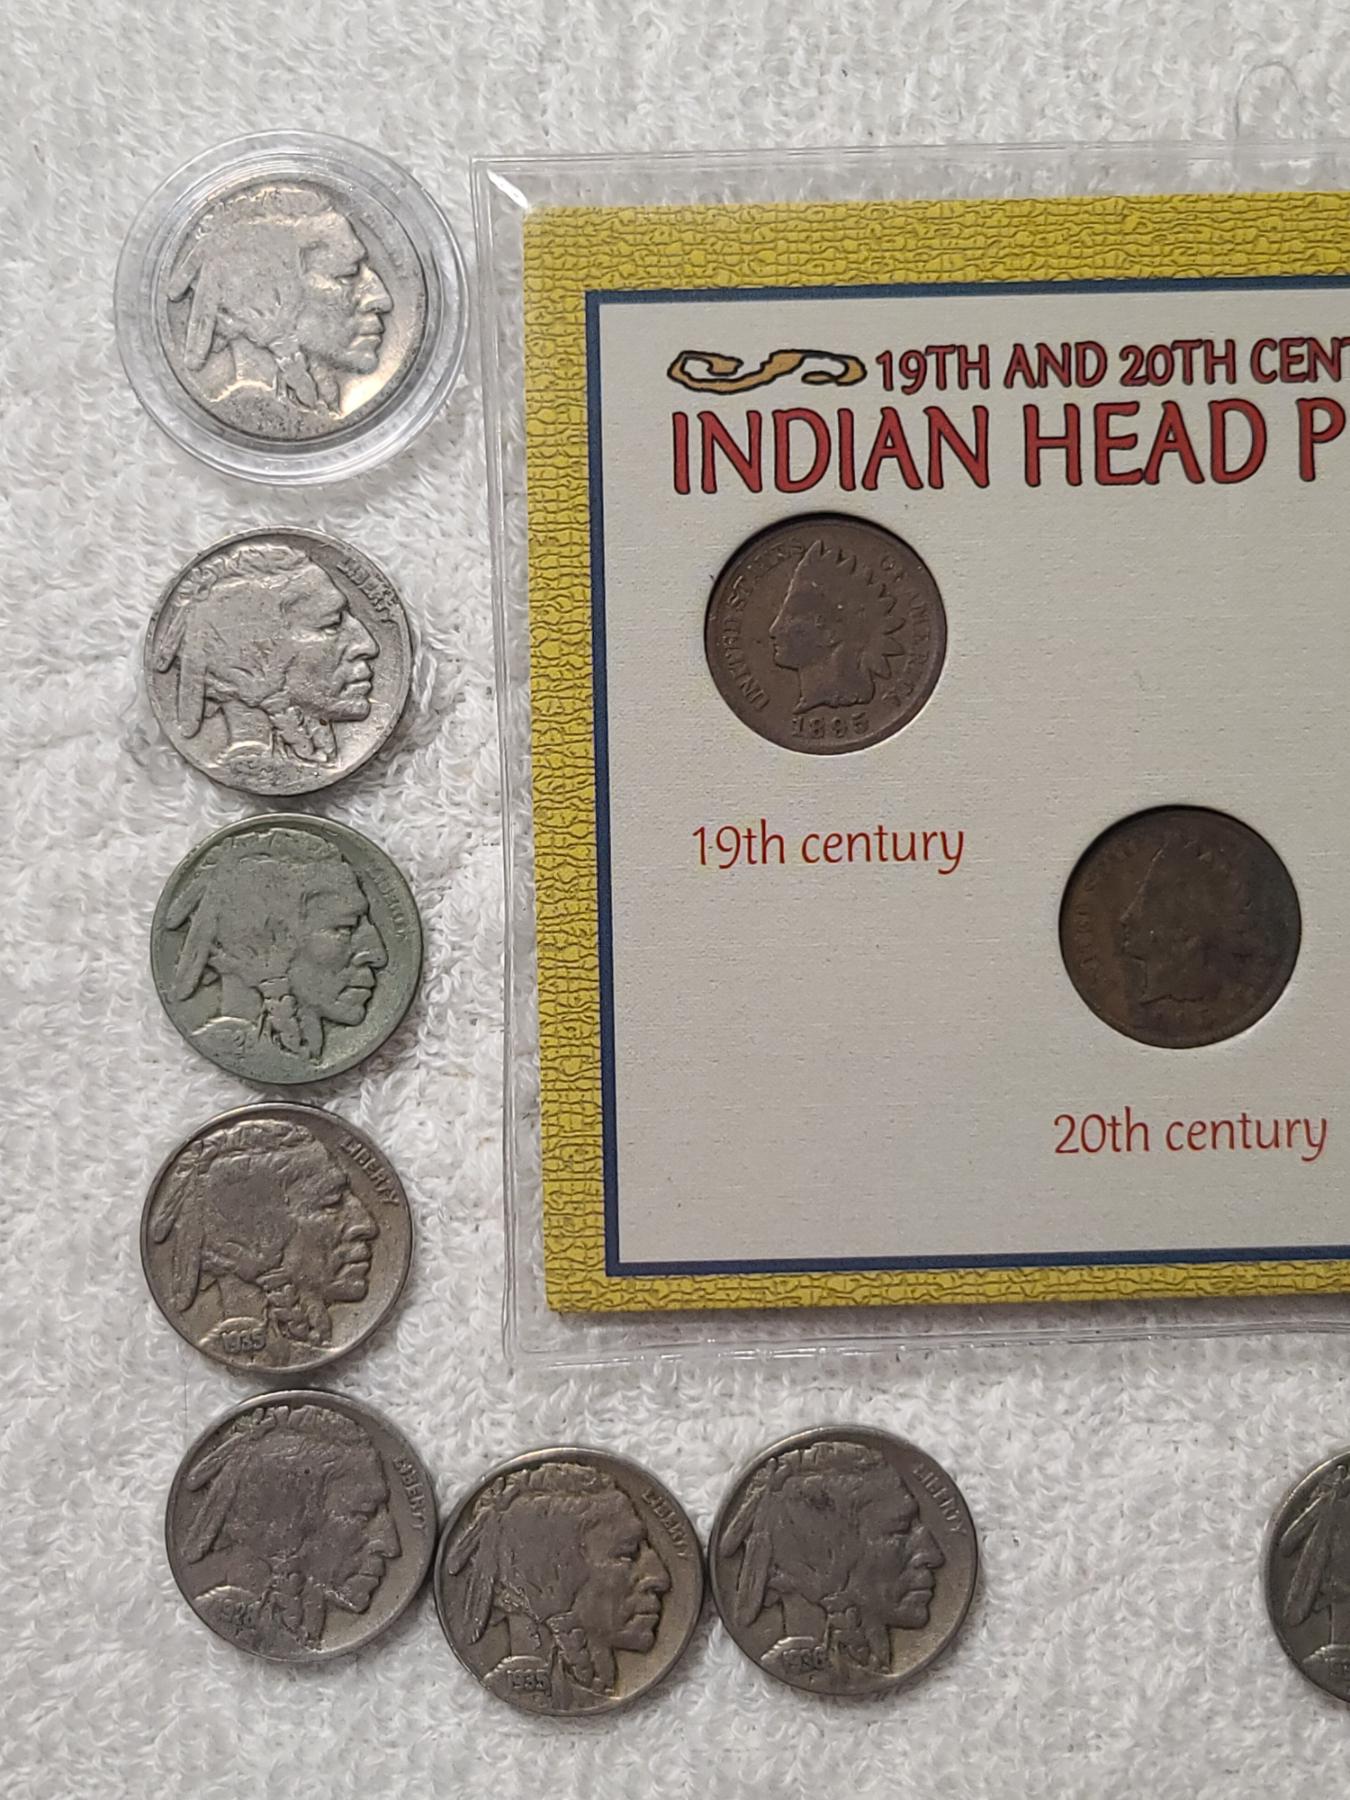 19TH AND 20TH CENT
INDIAN HEAD P
UNITED STATES OF AMERICA
1895
19th century
20th century
LIBERTY
LIBERTY
1935
LIBERTY
1928
LIBERTY
1935
LIBERTY
1936